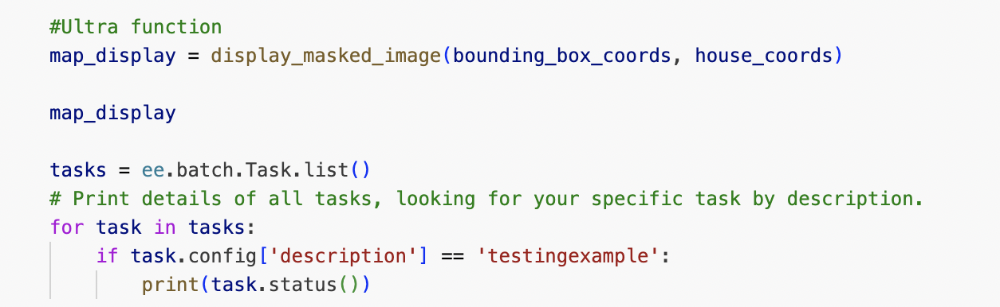 #Ultra function
map_display = display_masked_image(bounding_box_coords, house_coords)
map_display
tasks = ee.batch.Task.list()
# Print details of all tasks, looking for your specific task by description.
for task in tasks:
    if task.config['description'] == 'testingexample':
        print(task.status())